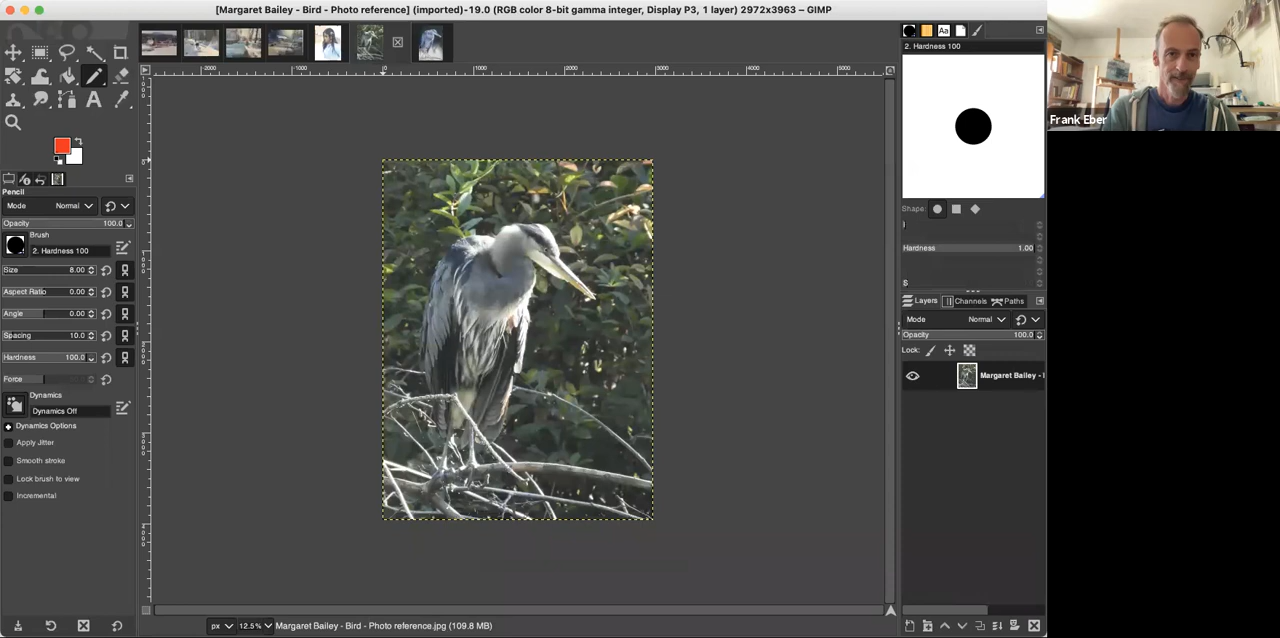 [Margaret Bailey - Bird - Photo reference] (imported)-19.0 (RGB color 8-bit gamma integer, Display P3, 1 layer) 2972x3963 – GIMP
Aa
2. Hardness 100
Frank Eber
Pencil
Mode Normal
Opacity 100.0
Brush
2. Hardness 100
Size 8.00
Aspect Ratio 0.00
Angle 0.00
Spacing 10.0
Hardness 100.0
Force
Dynamics
Dynamics Off
Dynamics Options
Apply Jitter
Smooth stroke
Lock brush to view
Incremental
Shape:
Hardness 1.00
Layers Channels Paths
Mode Normal
Opacity 100.0
Lock:
Margaret Bailey -
px 12.5% Margaret Bailey - Bird - Photo reference.jpg (109.8 MB)